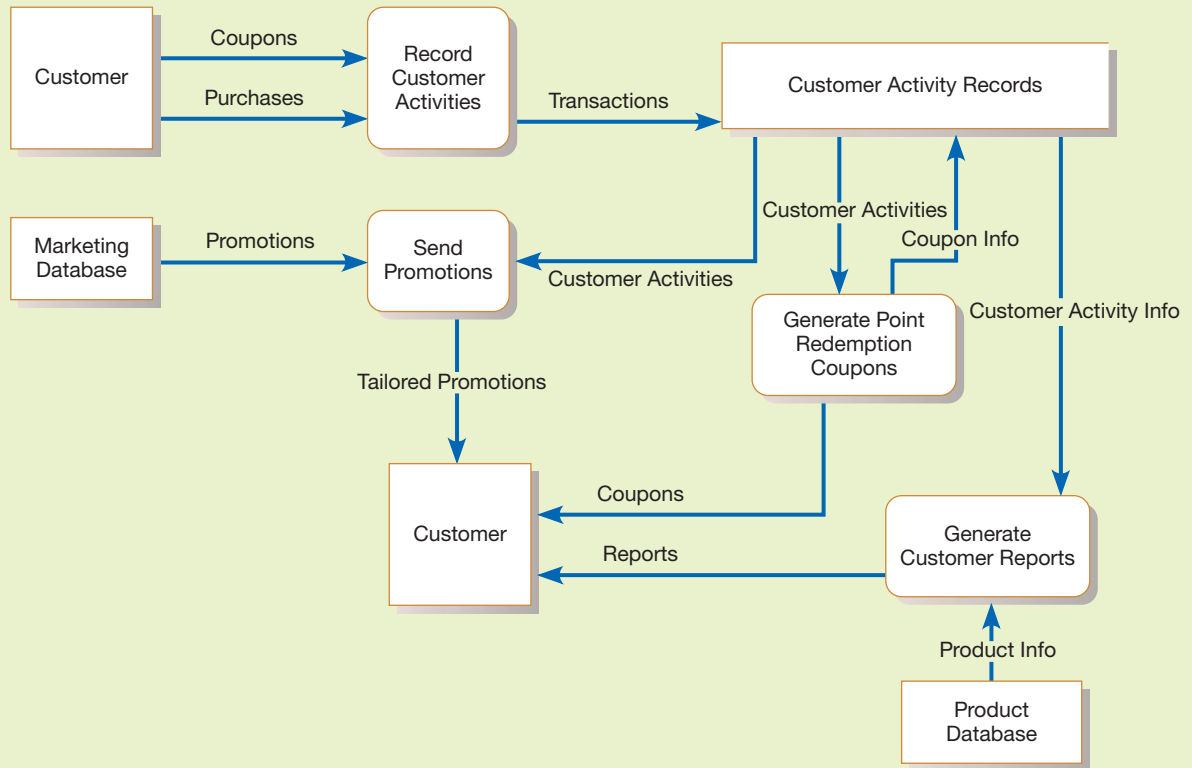 Customer
Coupons
Purchases
Record
Customer
Activities
Transactions
Customer Activity Records
Marketing
Database
Promotions
Send
Promotions
Customer Activities
Customer Activities
Coupon Info
Generate Point
Redemption
Coupons
Customer Activity Info
Tailored Promotions
Customer
Coupons
Reports
Generate
Customer Reports
Product Info
Product
Database